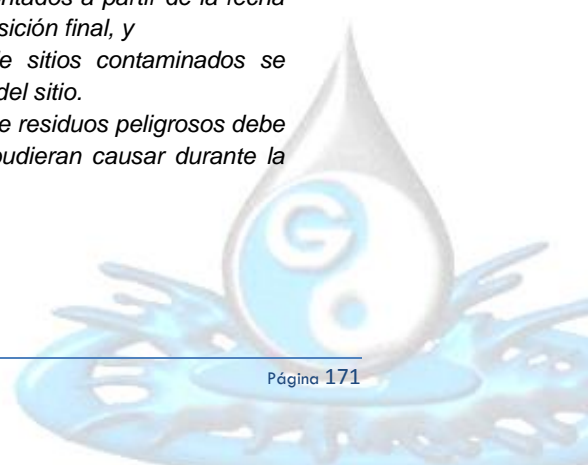 ntados a partir de la fecha
sición final, y
e sitios contaminados se
del sitio.
e residuos peligrosos debe
pudieran causar durante la
G
Página 171